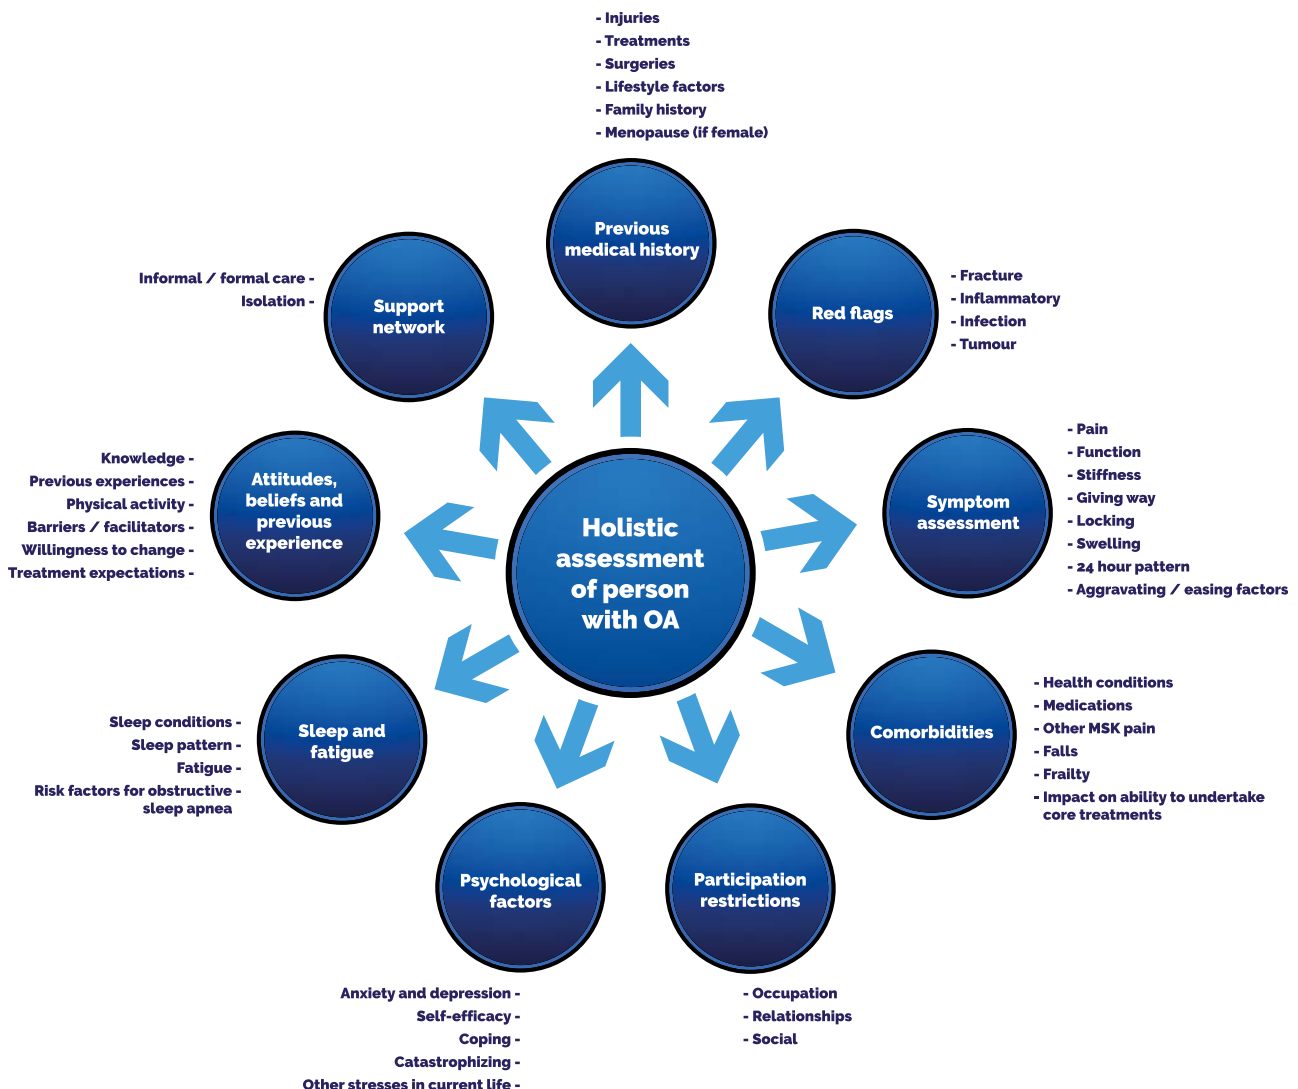 - Injuries
- Treatments
- Surgeries
- Lifestyle factors
- Family history
- Menopause (if female)
Previous
medical history
Red flags
- Fracture
- Inflammatory
- Infection
- Tumour
Symptom
assessment
- Pain
- Function
- Stiffness
- Giving way
- Locking
- Swelling
- 24 hour pattern
- Aggravating / easing factors
Comorbidities
- Health conditions
- Medications
- Other MSK pain
- Falls
- Frailty
- Impact on ability to undertake
core treatments
Participation
restrictions
- Occupation
- Relationships
- Social
Psychological
factors
Anxiety and depression -
Self-efficacy -
Coping -
Catastrophizing -
Other stresses in current life -
Sleep and
fatigue
Sleep conditions -
Sleep pattern -
Fatigue -
Risk factors for obstructive -
sleep apnea
Attitudes,
beliefs and
previous
experience
Knowledge -
Previous experiences -
Physical activity -
Barriers / facilitators -
Willingness to change -
Treatment expectations -
Support
network
Informal / formal care -
Isolation -
Holistic
assessment
of person
with OA